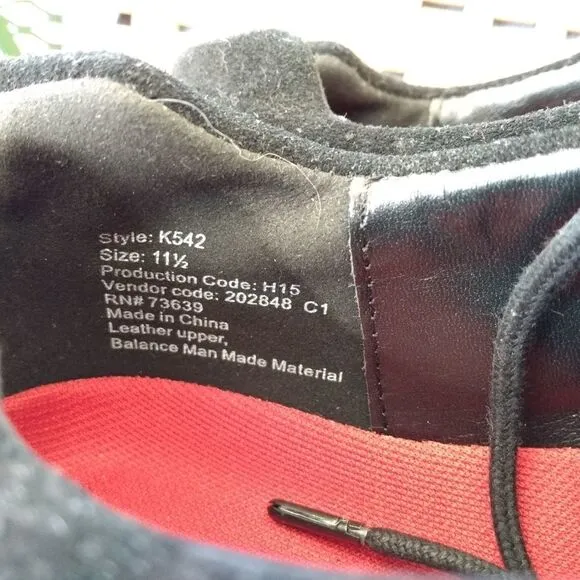 Style: K542
Size: 11½
Production Code: H15
Vendor code: 202848 C1
RN# 73639
Made in China
Leather upper,
Balance Man Made Material